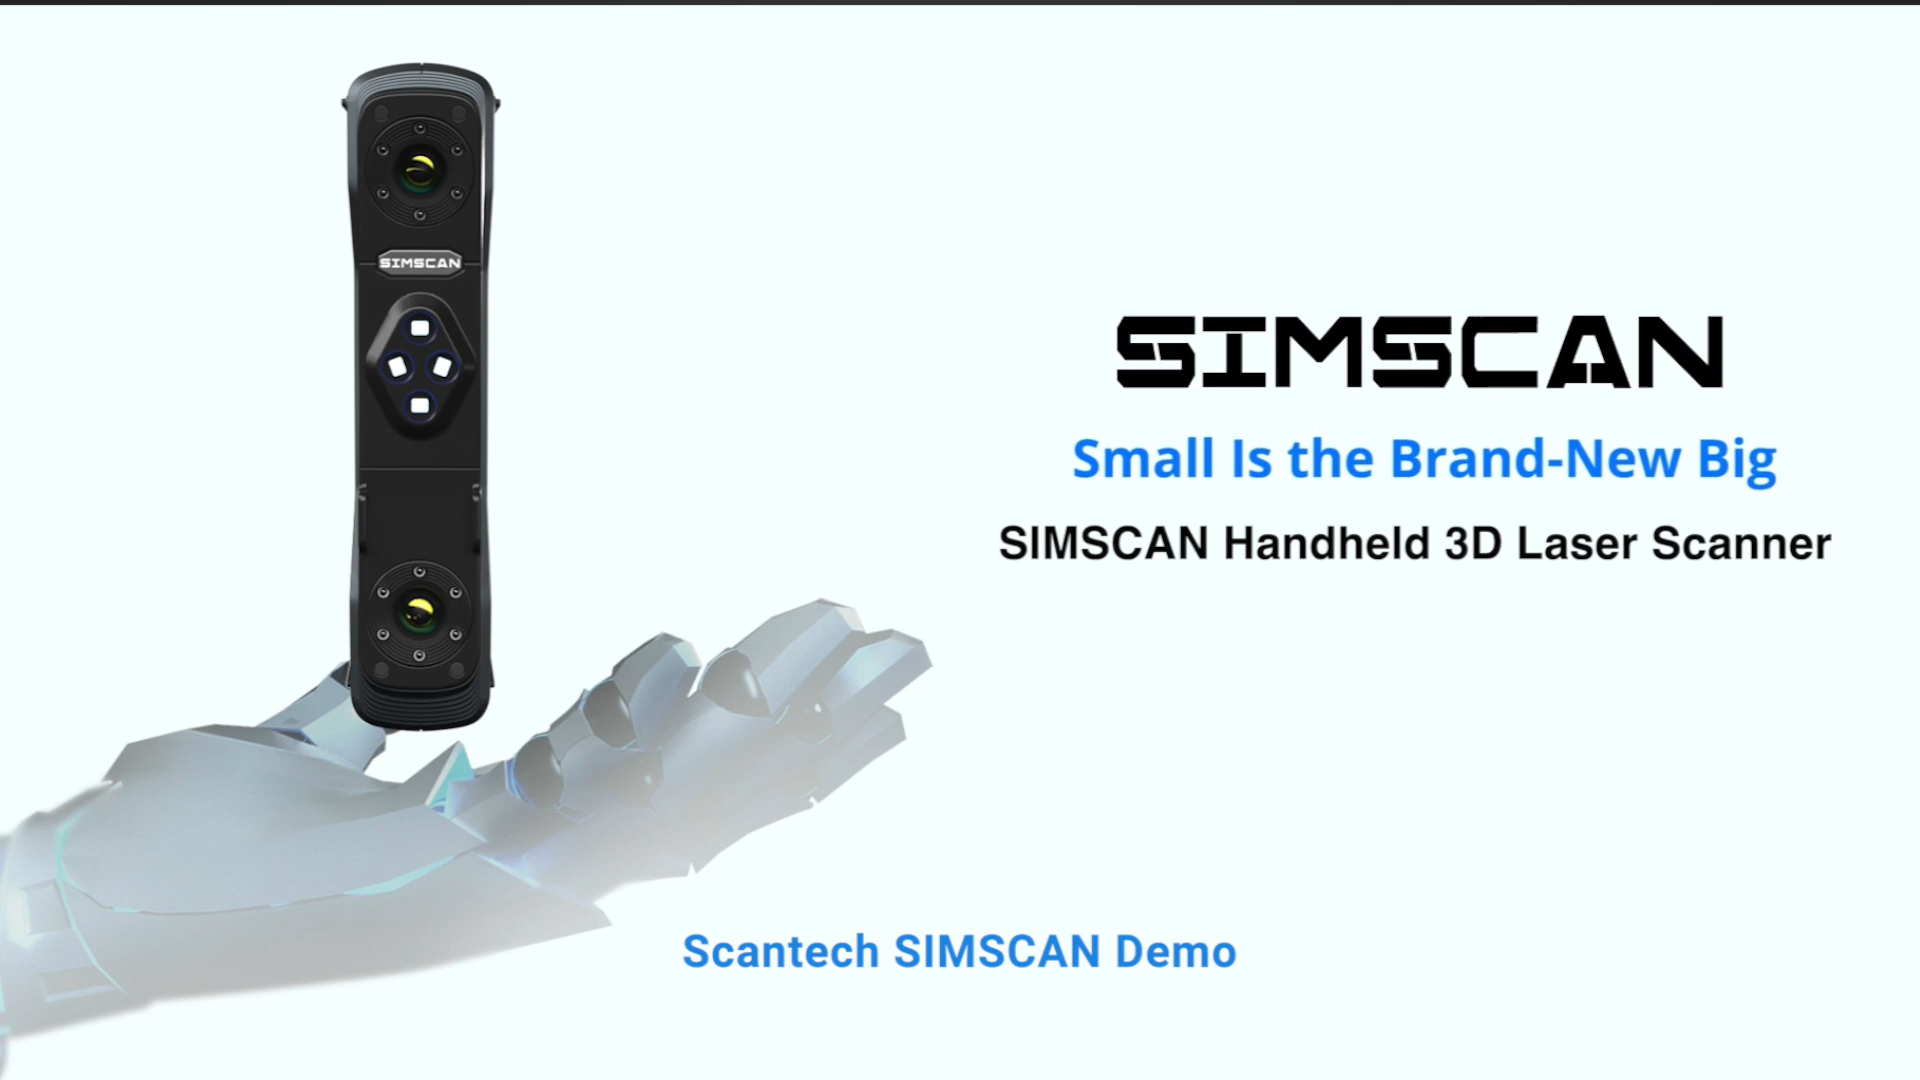 SIMSCAN
SIMSCAN
Small Is the Brand-New Big
SIMSCAN Handheld 3D Laser Scanner
Scantech SIMSCAN Demo